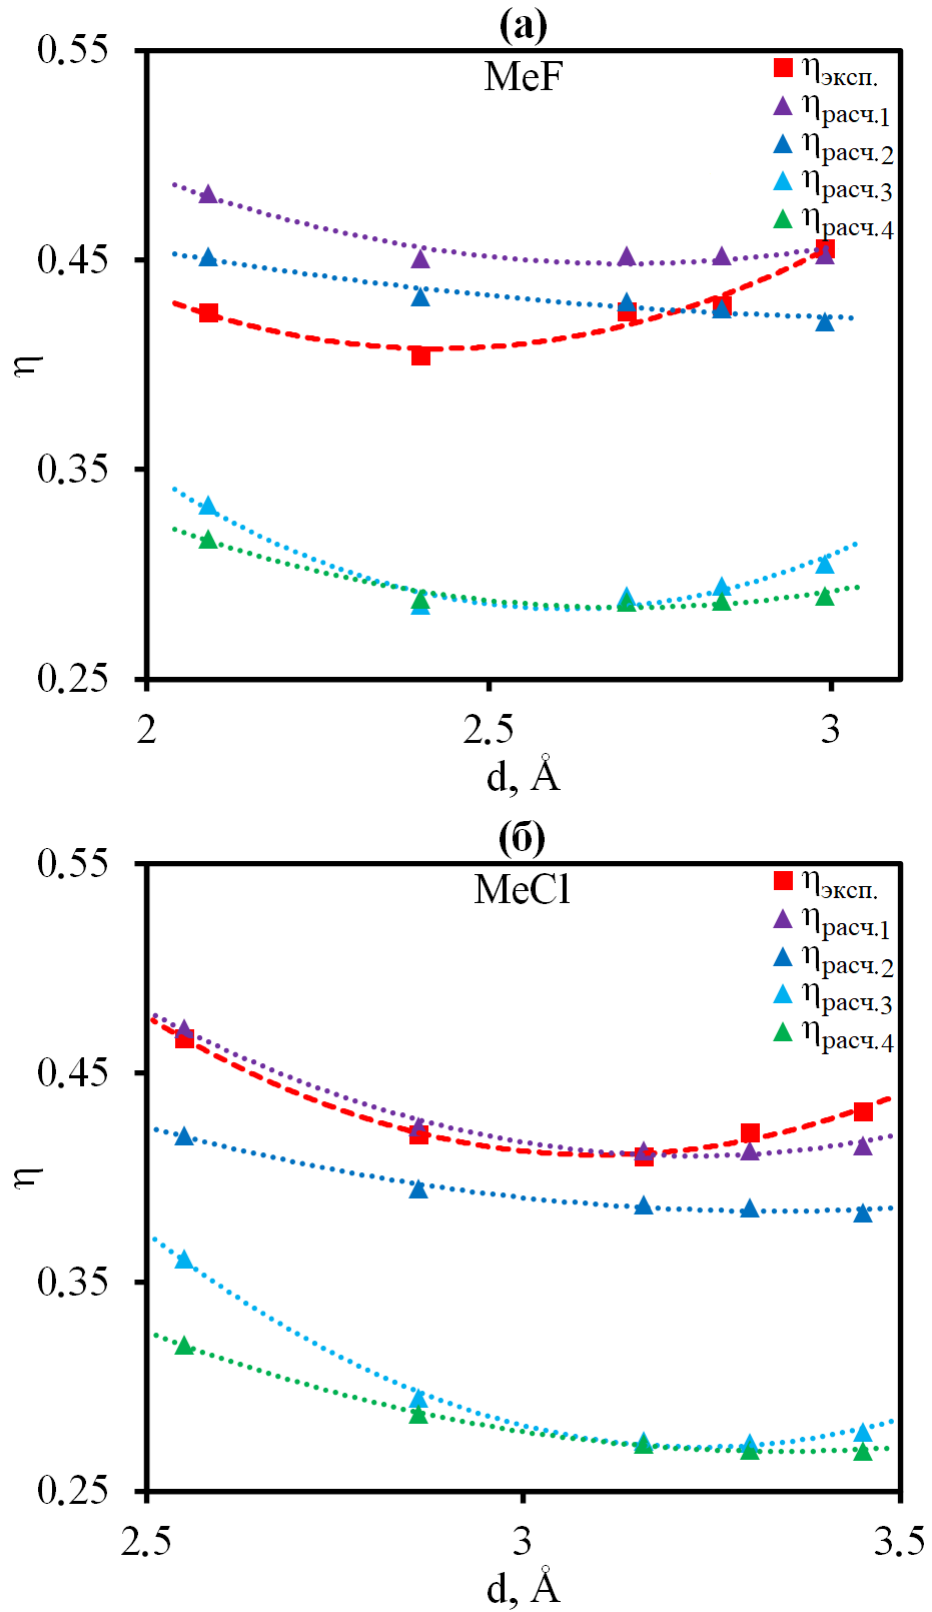 (а)
MeF
0.55
0.45
0.35
0.25
η
ηэксп.
ηрасч.1
ηрасч.2
ηрасч.3
ηрасч.4
2
2.5
3
d, Å
(б)
MeCl
0.55
0.45
0.35
0.25
η
ηэксп.
ηрасч.1
ηрасч.2
ηрасч.3
ηрасч.4
2.5
3
3.5
d, Å